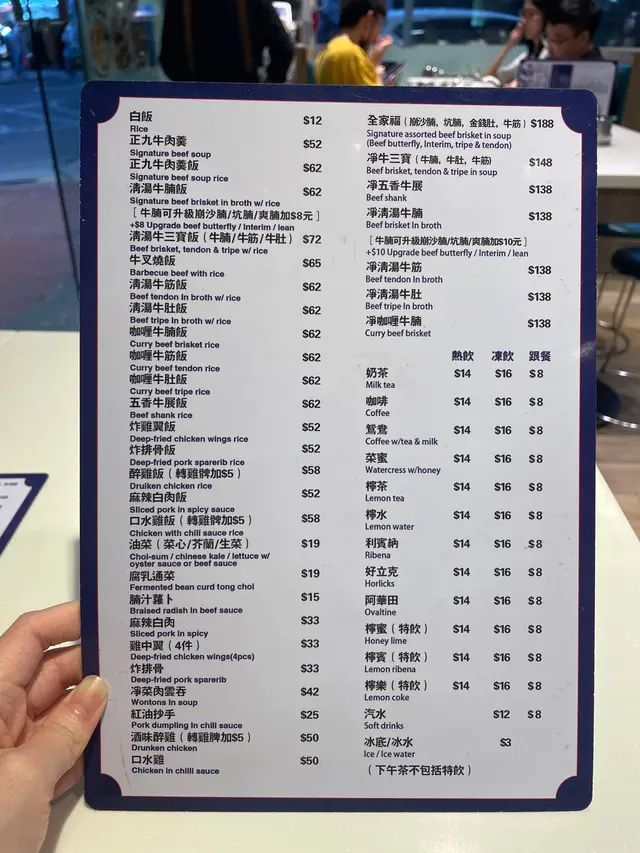 白飯 $12
Rice
正九牛肉羹 $52
Signature beef soup
正九牛肉羹飯 $62
Signature beef soup rice
清湯牛腩飯 $62
Signature beef brisket in broth w/ rice
[ 牛腩可升級崩沙腩/坑腩/爽腩加$8元 ]
+$8 Upgrade beef butterfly / Interim / lean
清湯牛三寶飯 ( 牛腩/牛筋/牛肚 ) $72
Beef brisket, tendon & tripe w/ rice
牛叉燒飯 $65
Barbecue beef with rice
清湯牛筋飯 $62
Beef tendon In broth w/ rice
清湯牛肚飯 $62
Beef tripe In broth w/ rice
咖喱牛腩飯 $62
Curry beef brisket rice
咖喱牛筋飯 $62
Curry beef tendon rice
咖喱牛肚飯 $62
Curry beef tripe rice
五香牛展飯 $62
Beef shank rice
炸雞翼飯 $52
Deep-fried chicken wings rice
炸排骨飯 $52
Deep-fried pork sparerib rice
醉雞飯 ( 轉雞髀加$5 ) $58
Druiken chicken rice
麻辣白肉飯 $52
Sliced pork in spicy sauce
口水雞飯 ( 轉雞髀加$5 ) $58
Chicken with chili sauce rice
油菜 ( 菜心/芥蘭/生菜 ) $19
Choi-sum / chinese kale / lettuce w/
oyster sauce or beef sauce
腐乳通菜 $19
Fermented bean curd tong choi
腩汁蘿卜 $15
Braised radish In beef sauce
麻辣白肉 $33
Sliced pork in spicy
雞中翼 ( 4件 ) $33
Deep-fried chicken wings(4pcs)
炸排骨 $33
Deep-fried pork sparerib
凈菜肉雲吞 $42
Wontons in soup
紅油抄手 $25
Pork dumpling in chili sauce
酒味醉雞 ( 轉雞髀加$5 ) $50
Drunken chicken
口水雞 $50
Chicken in chilli sauce
全家福 ( 崩沙腩, 坑腩, 金錢肚, 牛筋 ) $188
Signature assorted beef brisket in soup
(Beef butterfly, Interim, tripe & tendon)
凈牛三寶 ( 牛腩, 牛肚, 牛筋) $148
Beef brisket, tendon & tripe in soup
凈五香牛展 $138
Beef shank
凈清湯牛腩 $138
Beef brisket In broth
[ 牛腩可升級崩沙腩/坑腩/爽腩加$10元 ]
+$10 Upgrade beef butterfly / Interim / lean
凈清湯牛筋 $138
Beef tendon In broth
凈清湯牛肚 $138
Beef tripe In broth
凈咖喱牛腩 $138
Curry beef brisket
熱飲 凍飲 跟餐
奶茶 $14 $16 $8
Milk tea
咖啡 $14 $16 $8
Coffee
鴛鴦 $14 $16 $8
Coffee w/tea & milk
菜蜜 $14 $16 $8
Watercress w/honey
檸茶 $14 $16 $8
Lemon tea
檸水 $14 $16 $8
Lemon water
利賓納 $14 $16 $8
Ribena
好立克 $14 $16 $8
Horlicks
阿華田 $14 $16 $8
Ovaltine
檸蜜 ( 特飲 ) $14 $16 $8
Honey lime
檸賓 ( 特飲 ) $14 $16 $8
Lemon ribena
檸樂 ( 特飲 ) $14 $16 $8
Lemon coke
汽水 $12 $8
Soft drinks
冰底/冰水 $3
Ice / Ice water
( 下午茶不包括特飲 )